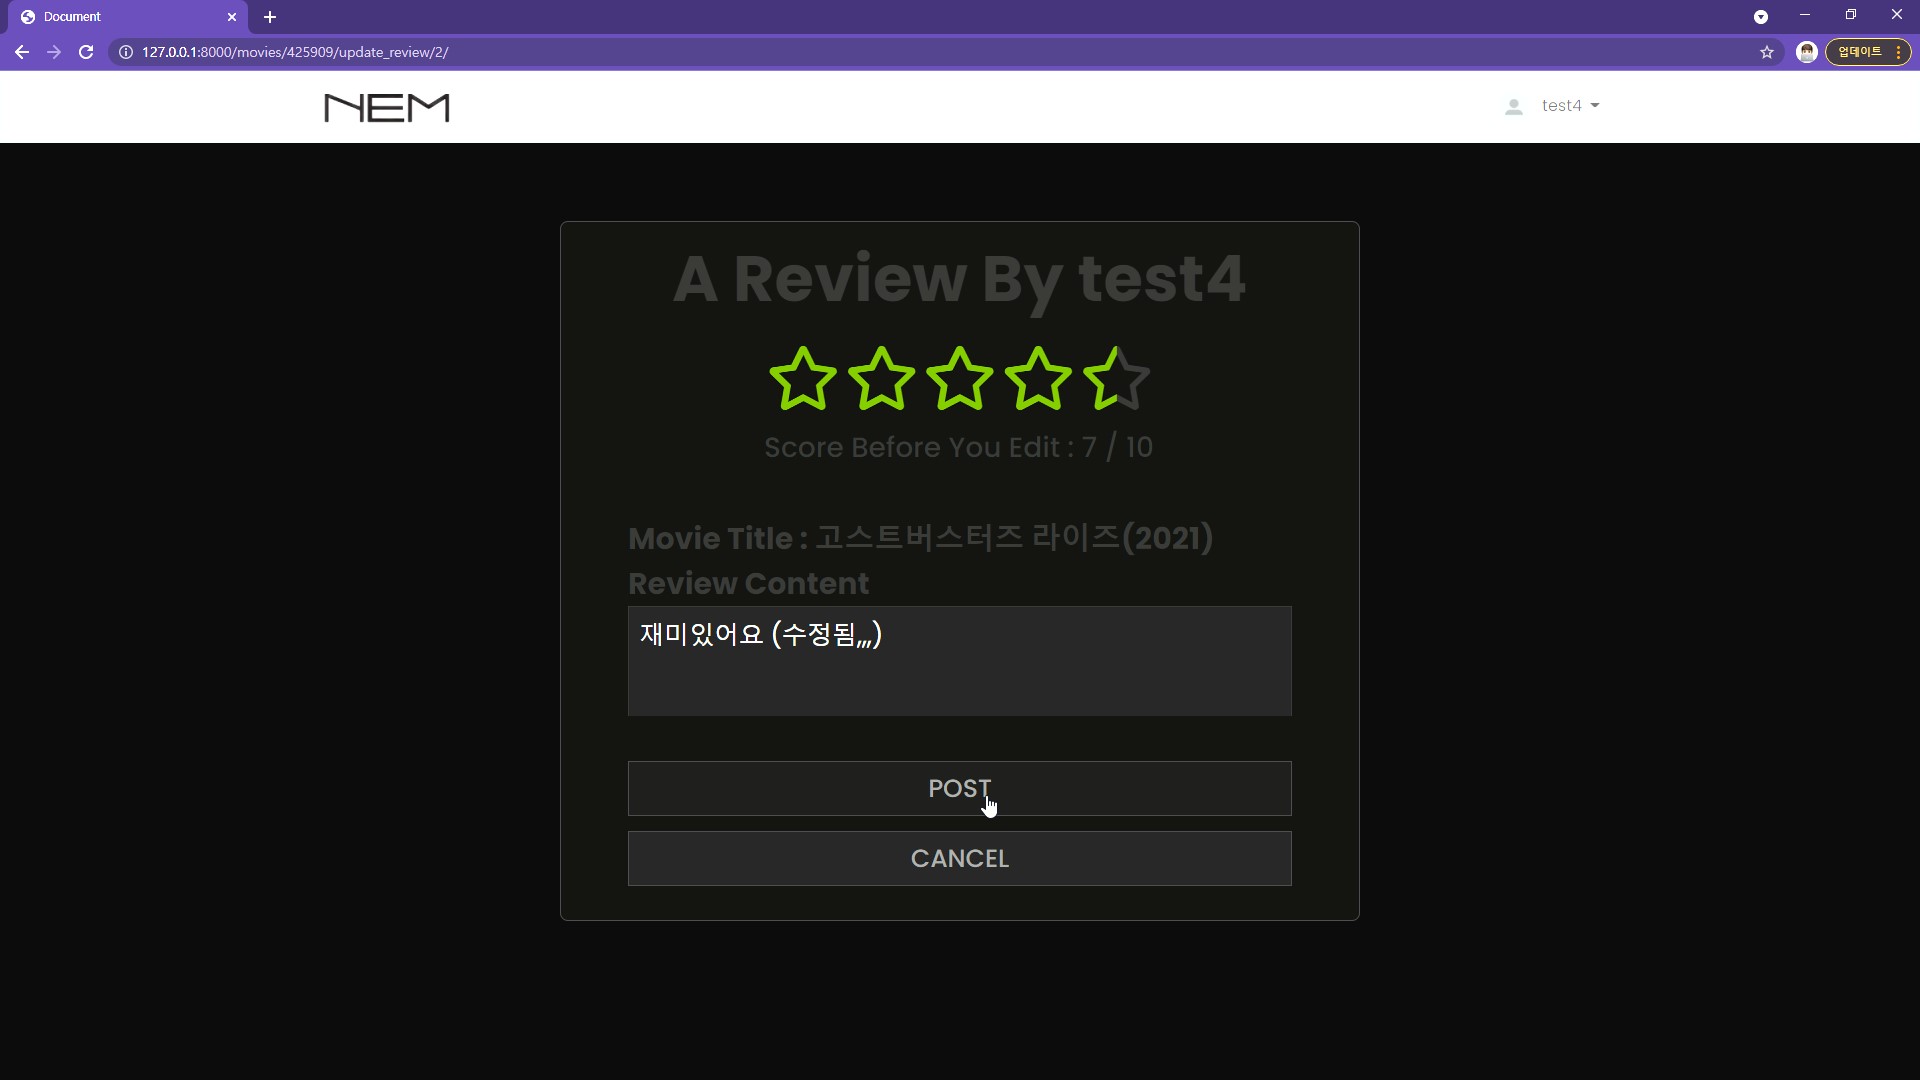 Document
127.0.0.1:8000/movies/425909/update_review/2/
업데이트
NEM
test4
A Review By test4
Score Before You Edit : 7 / 10
Movie Title : 고스트버스터즈 라이즈(2021)
Review Content
재미있어요 (수정됨,,,)
POST
CANCEL